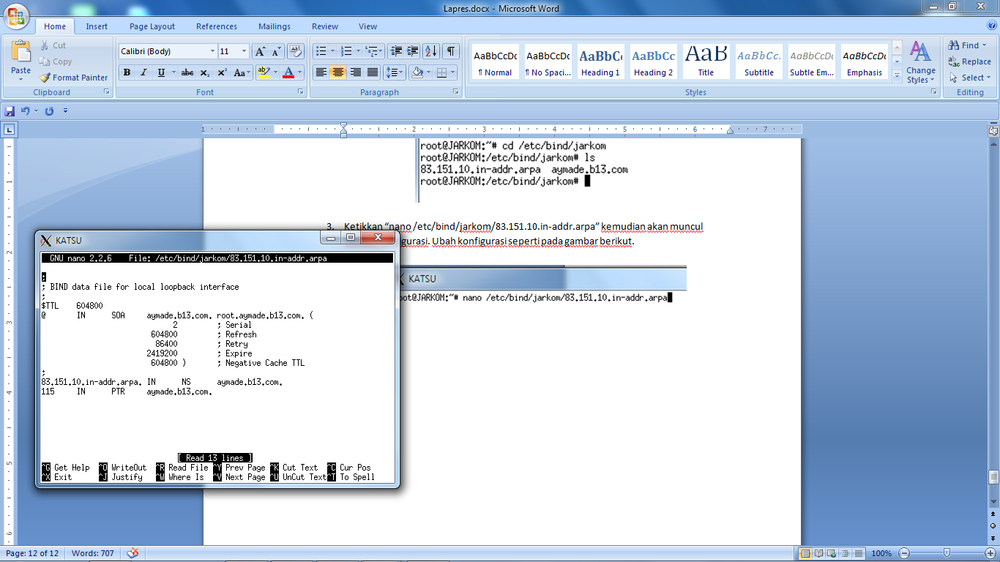 Lapres.docx - Microsoft Word
Home Insert Page Layout References Mailings Review View
Paste
Cut
Copy
Format Painter
Clipboard
Calibri (Body) 11
Font
Paragraph
AaBbCcDc AaBbCcDc AaBbCc AaBbCc AaB AaBbCc. AaBbCcDc AaBbCcDc
¶ Normal ¶ No Spaci... Heading 1 Heading 2 Title Subtitle Subtle Em... Emphasis
Change Styles
Styles
Find
Replace
Select
Editing
1 1 2 3 4 5 6 7
root@JARKOM:~# cd /etc/bind/jarkom
root@JARKOM:/etc/bind/jarkom# ls
83.151.10.in-addr.arpa aymade.b13.com
root@JARKOM:/etc/bind/jarkom#
3. Ketikkan “nano /etc/bind/jarkom/83.151.10.in-addr.arpa” kemudian akan muncul
gurasi. Ubah konfigurasi seperti pada gambar berikut.
KATSU
oot@JARKOM:~# nano /etc/bind/jarkom/83.151.10.in-addr.arpa
KATSU
GNU nano 2.2.6 File: /etc/bind/jarkom/83.151.10.in-addr.arpa
;
; BIND data file for local loopback interface
;
$TTL 604800
@ IN SOA aymade.b13.com. root.aymade.b13.com. (
2 ; Serial
604800 ; Refresh
86400 ; Retry
2419200 ; Expire
604800 ) ; Negative Cache TTL
;
83.151.10.in-addr.arpa. IN NS aymade.b13.com.
115 IN PTR aymade.b13.com.
[ Read 13 lines ]
^G Get Help ^O WriteOut ^R Read File ^Y Prev Page ^K Cut Text ^C Cur Pos
^X Exit ^J Justify ^W Where Is ^V Next Page ^U UnCut Text ^T To Spell
Page: 12 of 12 Words: 707 100%